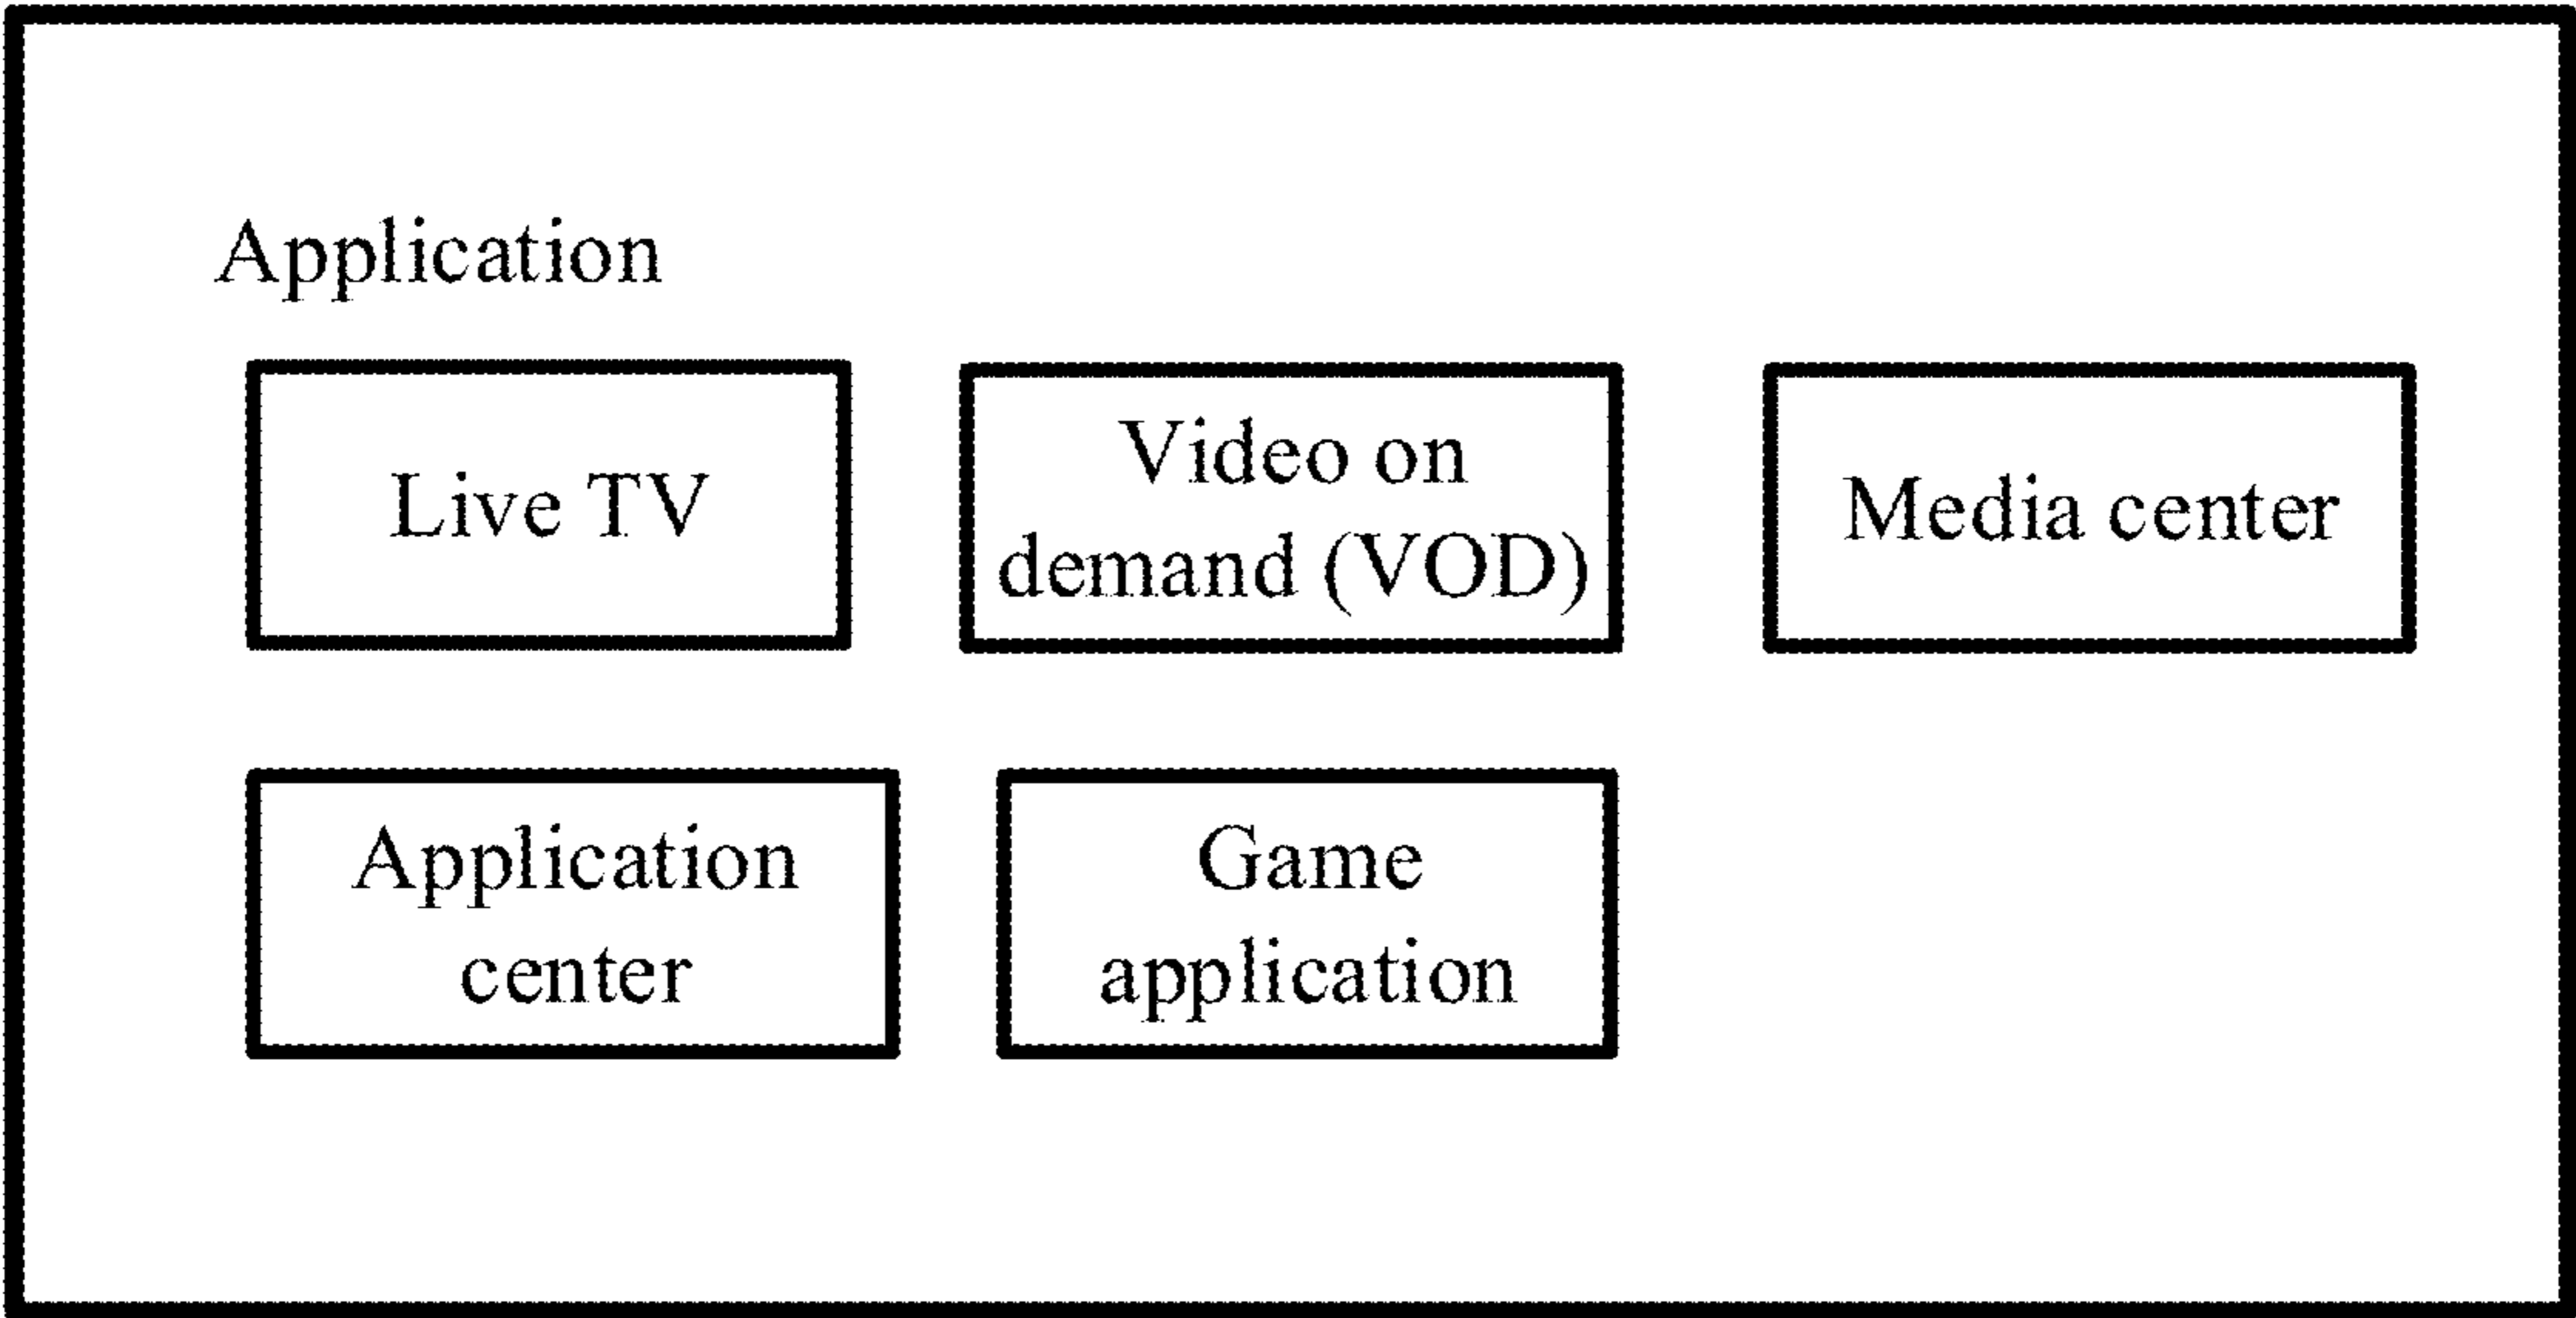 Application
Live TV
Video on
demand (VOD)
Media center
Application
center
Game
application